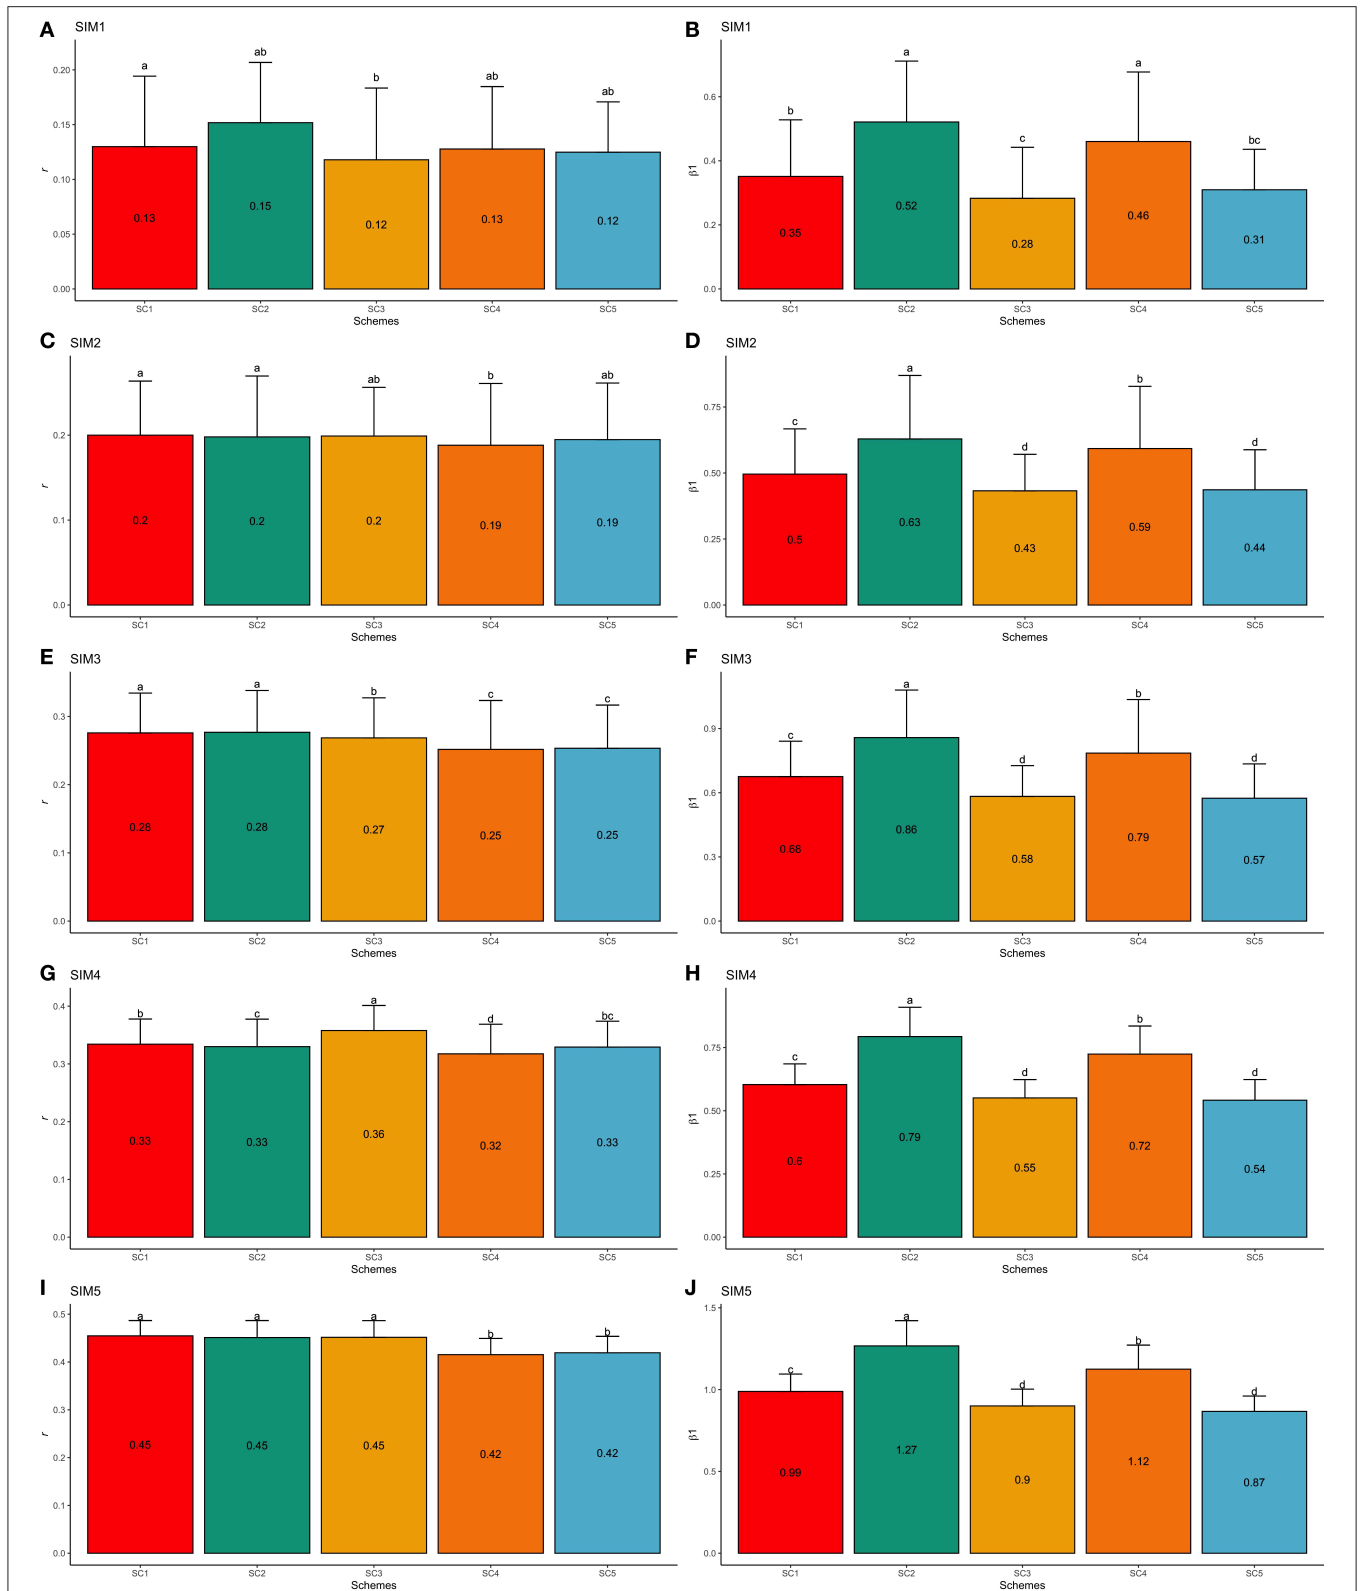 A SIM1
a ab b ab ab
0.20
0.15
0.10
0.05
0.00
r
0.13 0.15 0.12 0.13 0.12
SC1 SC2 SC3 SC4 SC5
Schemes
B SIM1
b a c a bc
0.6
0.4
0.2
0.0
β1
0.35 0.52 0.28 0.46 0.31
SC1 SC2 SC3 SC4 SC5
Schemes
C SIM2
a a ab b ab
0.2
0.1
0.0
r
0.2 0.2 0.2 0.19 0.19
SC1 SC2 SC3 SC4 SC5
Schemes
D SIM2
c a d b d
0.75
0.50
0.25
0.00
β1
0.5 0.63 0.43 0.59 0.44
SC1 SC2 SC3 SC4 SC5
Schemes
E SIM3
a a b c c
0.3
0.2
0.1
0.0
r
0.28 0.28 0.27 0.25 0.25
SC1 SC2 SC3 SC4 SC5
Schemes
F SIM3
c a d b d
0.9
0.6
0.3
0.0
β1
0.68 0.86 0.58 0.79 0.57
SC1 SC2 SC3 SC4 SC5
Schemes
G SIM4
b c a d bc
0.4
0.3
0.2
0.1
0.0
r
0.33 0.33 0.36 0.32 0.33
SC1 SC2 SC3 SC4 SC5
Schemes
H SIM4
c a d b d
0.75
0.50
0.25
0.00
β1
0.6 0.79 0.55 0.72 0.54
SC1 SC2 SC3 SC4 SC5
Schemes
I SIM5
a a a b b
0.5
0.4
0.3
0.2
0.1
0.0
r
0.45 0.45 0.45 0.42 0.42
SC1 SC2 SC3 SC4 SC5
Schemes
J SIM5
c a d b d
1.5
1.0
0.5
0.0
β1
0.99 1.27 0.9 1.12 0.87
SC1 SC2 SC3 SC4 SC5
Schemes